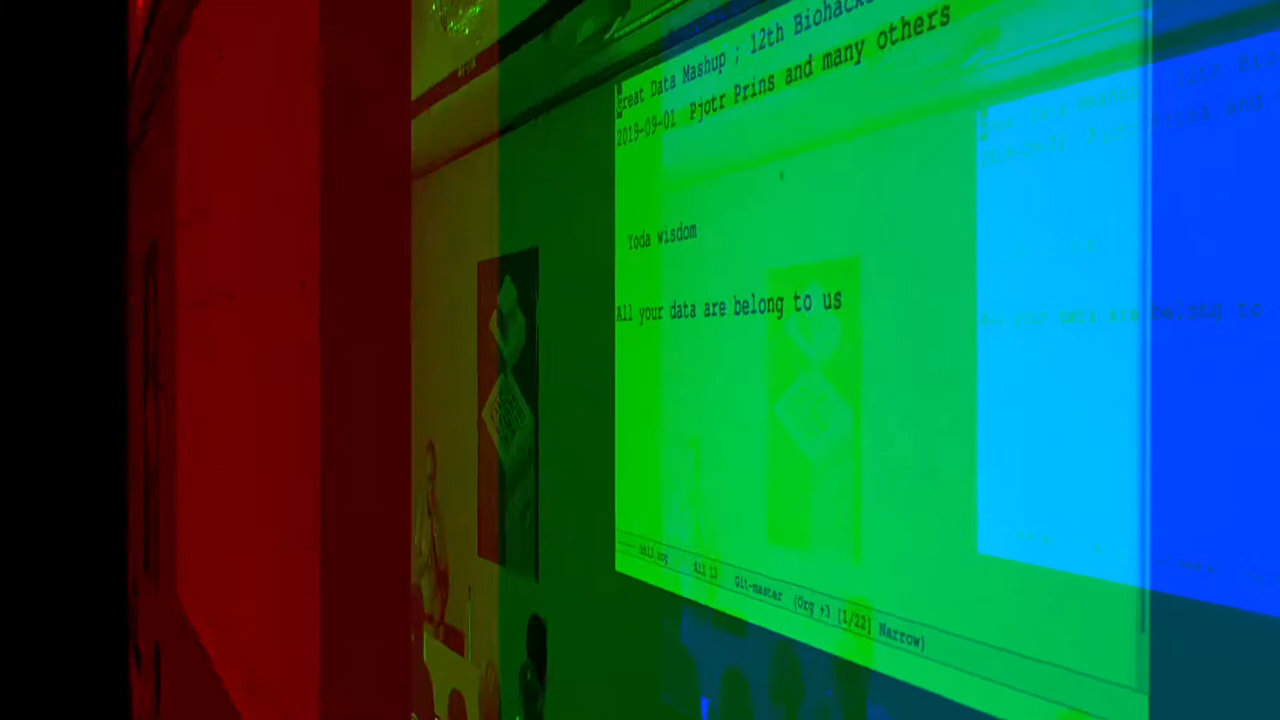 Great Data Mashup ; 12th Biohacka
2019-09-01 Pjotr Prins and many others
Yoda wisdom
All your data are belong to us
Git-master (Org +3 [1/22] Narrow)